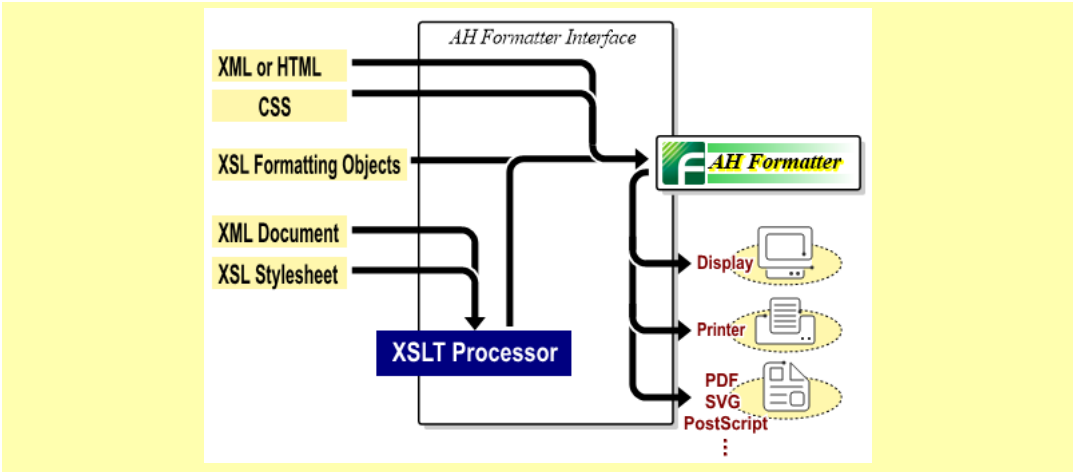 AH Formatter Interface
XML or HTML
CSS
XSL Formatting Objects
AH Formatter
XML Document
XSL Stylesheet
Display
Printer
XSLT Processor
PDF
SVG
PostScript